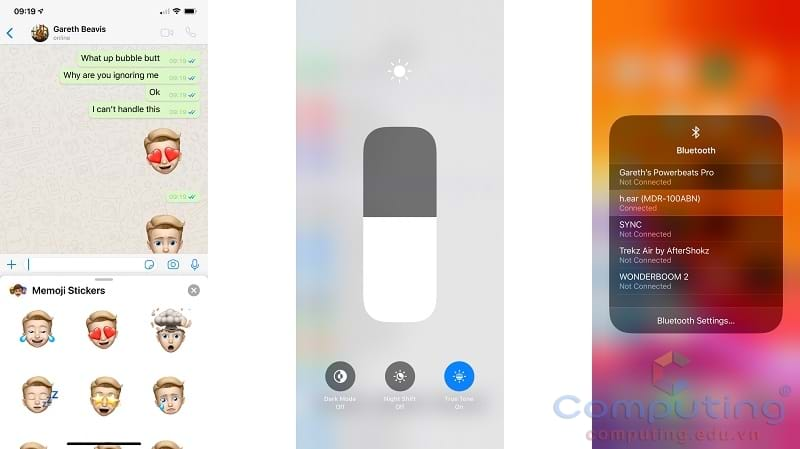 09:19
Gareth Beavis
online
What up bubble butt 09:19
Why are you ignoring me 09:19
Ok 09:19
I can't handle this 09:19
09:19
Memoji Stickers
Dark Mode
Off
Night Shift
Off
True Tone
On
Bluetooth
Gareth's Powerbeats Pro
Not Connected
h.ear (MDR-100ABN)
Connected
SYNC
Not Connected
Trekz Air by AfterShokz
Not Connected
WONDERBOOM 2
Not Connected
Bluetooth Settings...
Computing®
computing.edu.vn